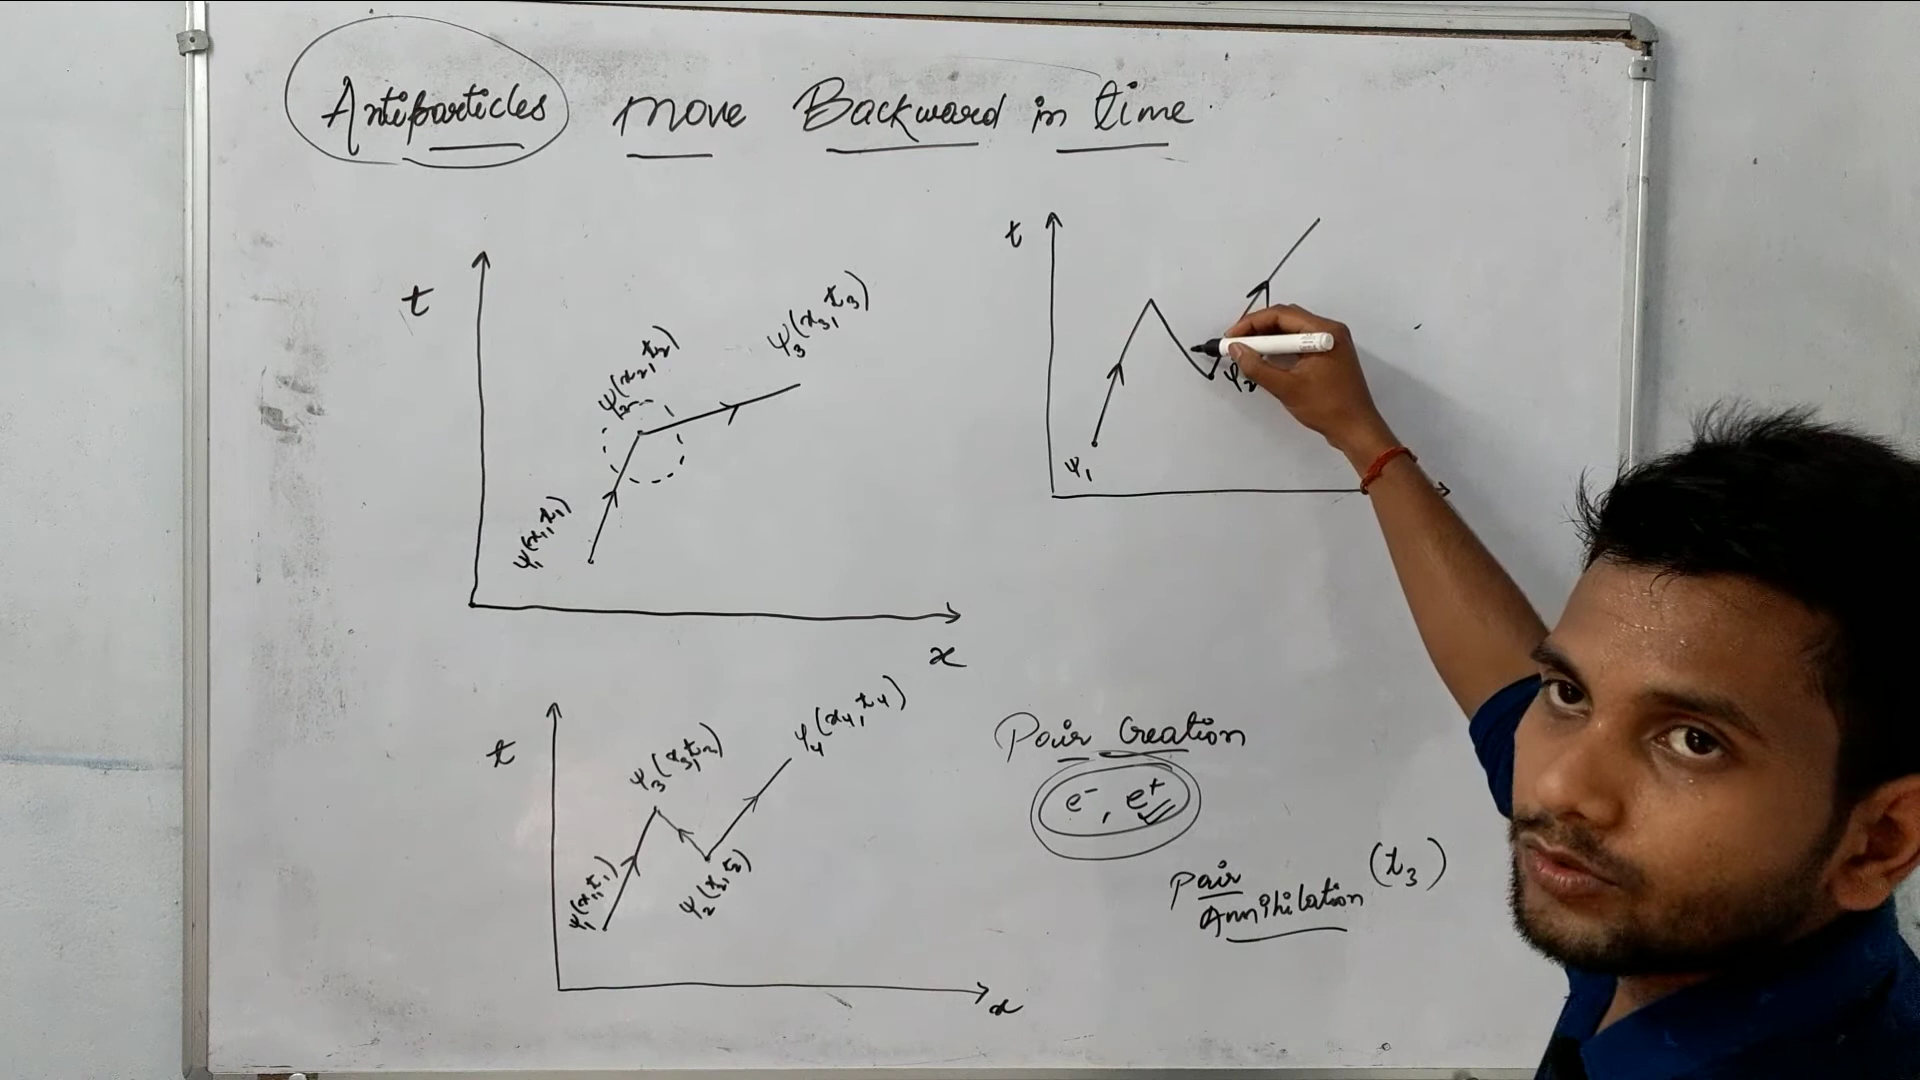 Antiparticles move Backward in time.
t
ψ₁(x₁,t₁)
ψ₂(x₂,t₂)
ψ₃(x₃,t₃)
x
t
ψ₁
ψ₂
t
ψ₁(x₁,t₁)
ψ₃(x₃,t₃)
ψ₂(x₂,t₂)
ψ₄(x₄,t₄)
x
Pair Creation
e⁻, e⁺
Pair (t₃)
Annihilation